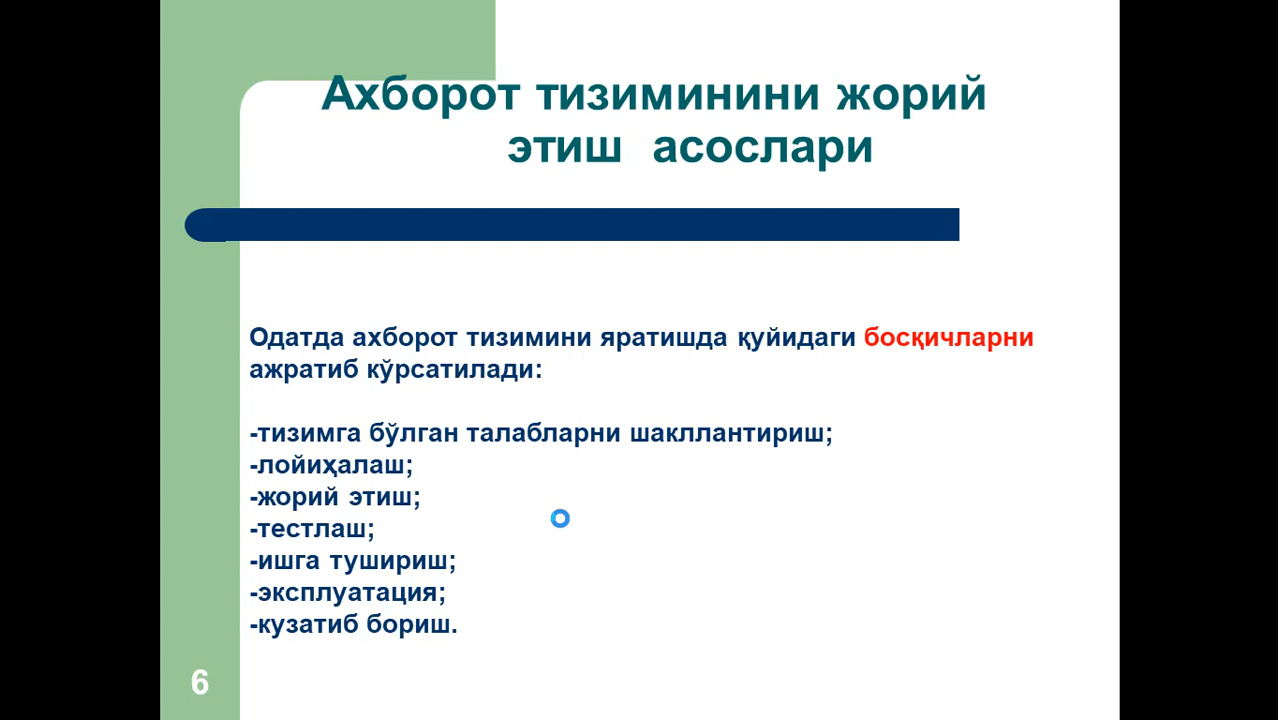 Ахборот тизиминини жорий
этиш асослари
Одатда ахборот тизимини яратишда қуйидаги босқичларни
ажратиб кўрсатилади:
-тизимга бўлган талабларни шакллантириш;
-лойиҳалаш;
-жорий этиш;
-тестлаш;
-ишга тушириш;
-эксплуатация;
-кузатиб бориш.
6